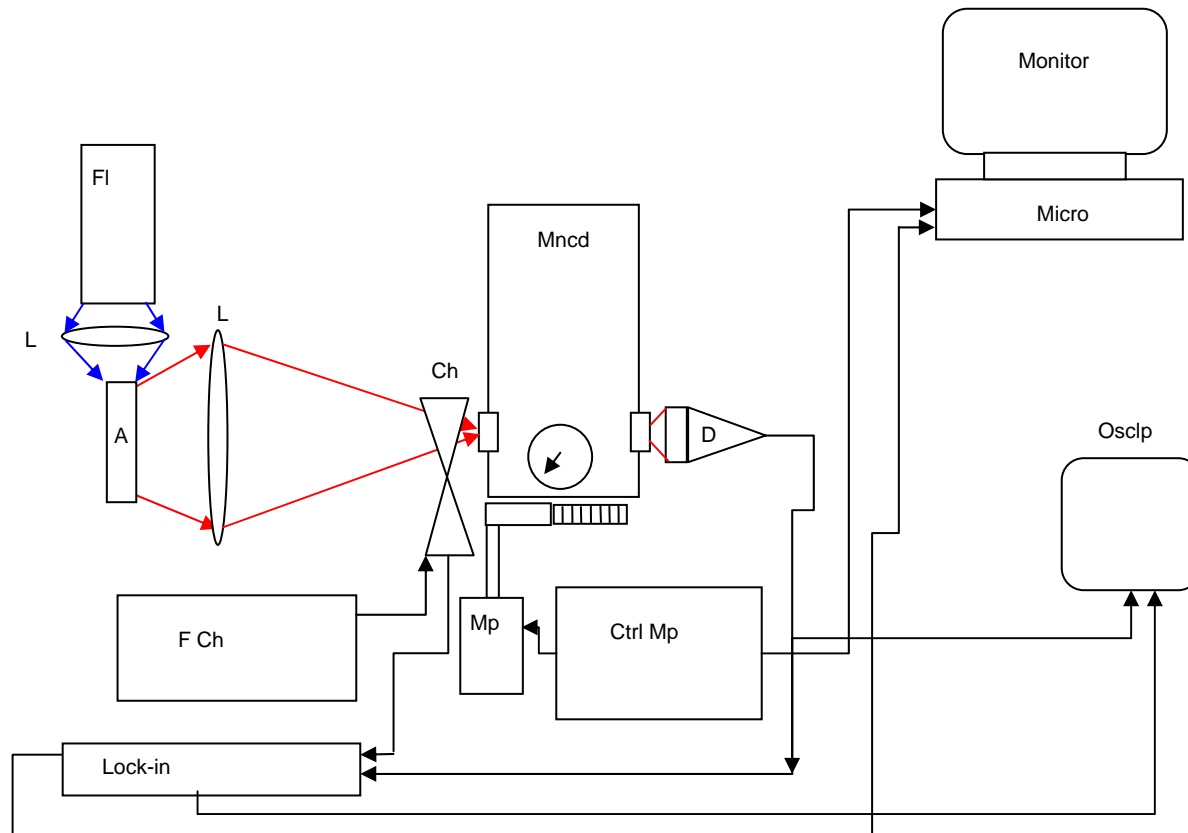 Monitor
Fl
Micro
Mncd
L
L
Ch
A
D
Osclp
Mp
Ctrl Mp
F Ch
Lock-in